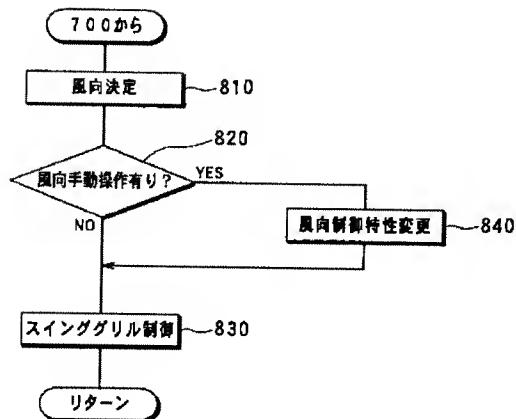 700から
風向決定
810
820
風向手動操作有り?
YES
NO
風向制御特性変更
840
スインググリル制御
830
リターン